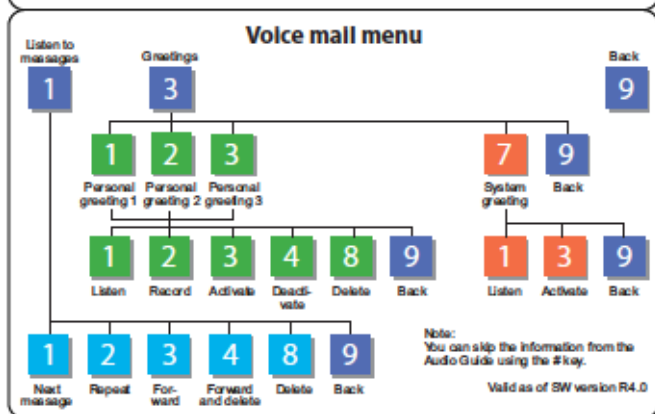 Voice mail menu
Listen to
messages
Greetings
Back
1
3
9
1
2
3
7
9
Personal
greeting 1
Personal
greeting 2
Personal
greeting 3
System
greeting
Back
1
2
3
4
8
9
1
3
9
Listen
Record
Activate
Deacti-
vate
Delete
Back
Listen
Activate
Back
1
2
3
4
8
9
Next
message
Repeat
For-
ward
Forward
and delete
Delete
Back
Note:
You can skip the information from the
Audio Guide using the # key.
Valid as of SW version R4.0